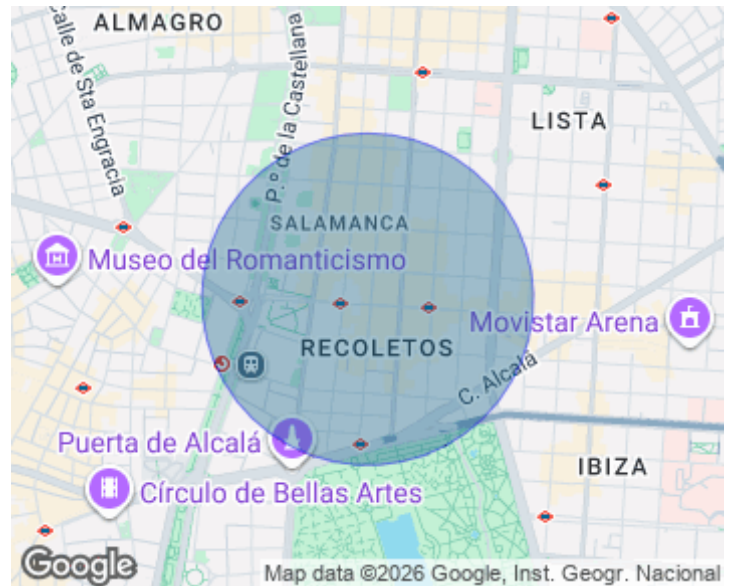 ALMAGRO
Calle de Sta Engracia
P.º de la Castellana
LISTA
SALAMANCA
Museo del Romanticismo
Movistar Arena
RECOLETOS
C. Alcalá
Puerta de Alcalá
IBIZA
Círculo de Bellas Artes
Google
Map data ©2026 Google, Inst. Geogr. Nacional